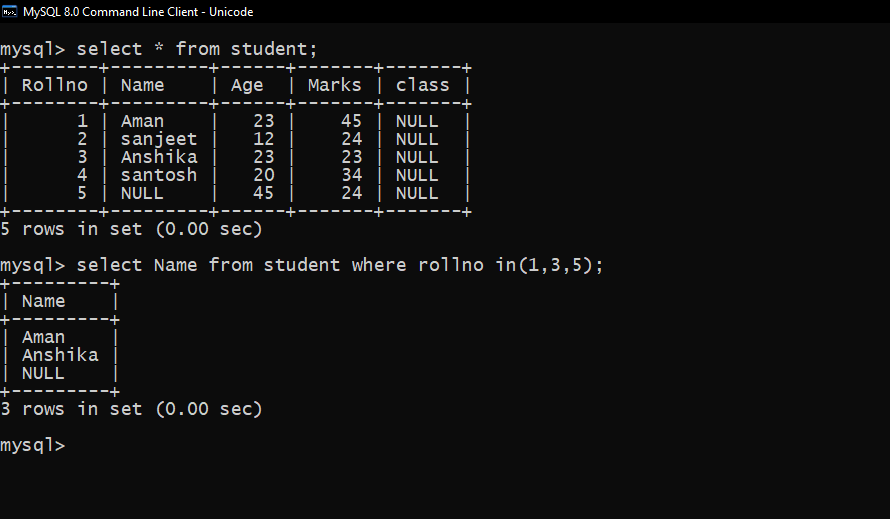 MySQL 8.0 Command Line Client - Unicode
mysql> select * from student;
+--------+---------+------+-------+-------+
| Rollno | Name    | Age  | Marks | class |
+--------+---------+------+-------+-------+
|      1 | Aman    |   23 |    45 | NULL  |
|      2 | sanjeet |   12 |    24 | NULL  |
|      3 | Anshika |   23 |    23 | NULL  |
|      4 | santosh |   20 |    34 | NULL  |
|      5 | NULL    |   45 |    24 | NULL  |
+--------+---------+------+-------+-------+
5 rows in set (0.00 sec)
mysql> select Name from student where rollno in(1,3,5);
+---------+
| Name    |
+---------+
| Aman    |
| Anshika |
| NULL    |
+---------+
3 rows in set (0.00 sec)
mysql>